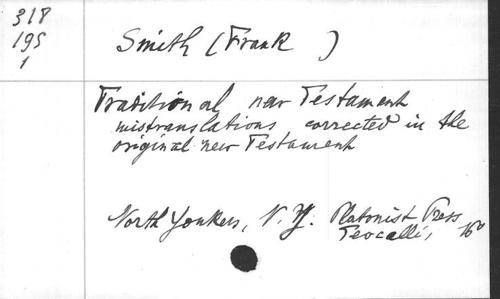 318
195
1
Smith (Frank )
Traditional new Testament
mistranslations corrected in the
original new Testament
North Yonkers, N. Y. Platonist Press
Teocalli, 16°